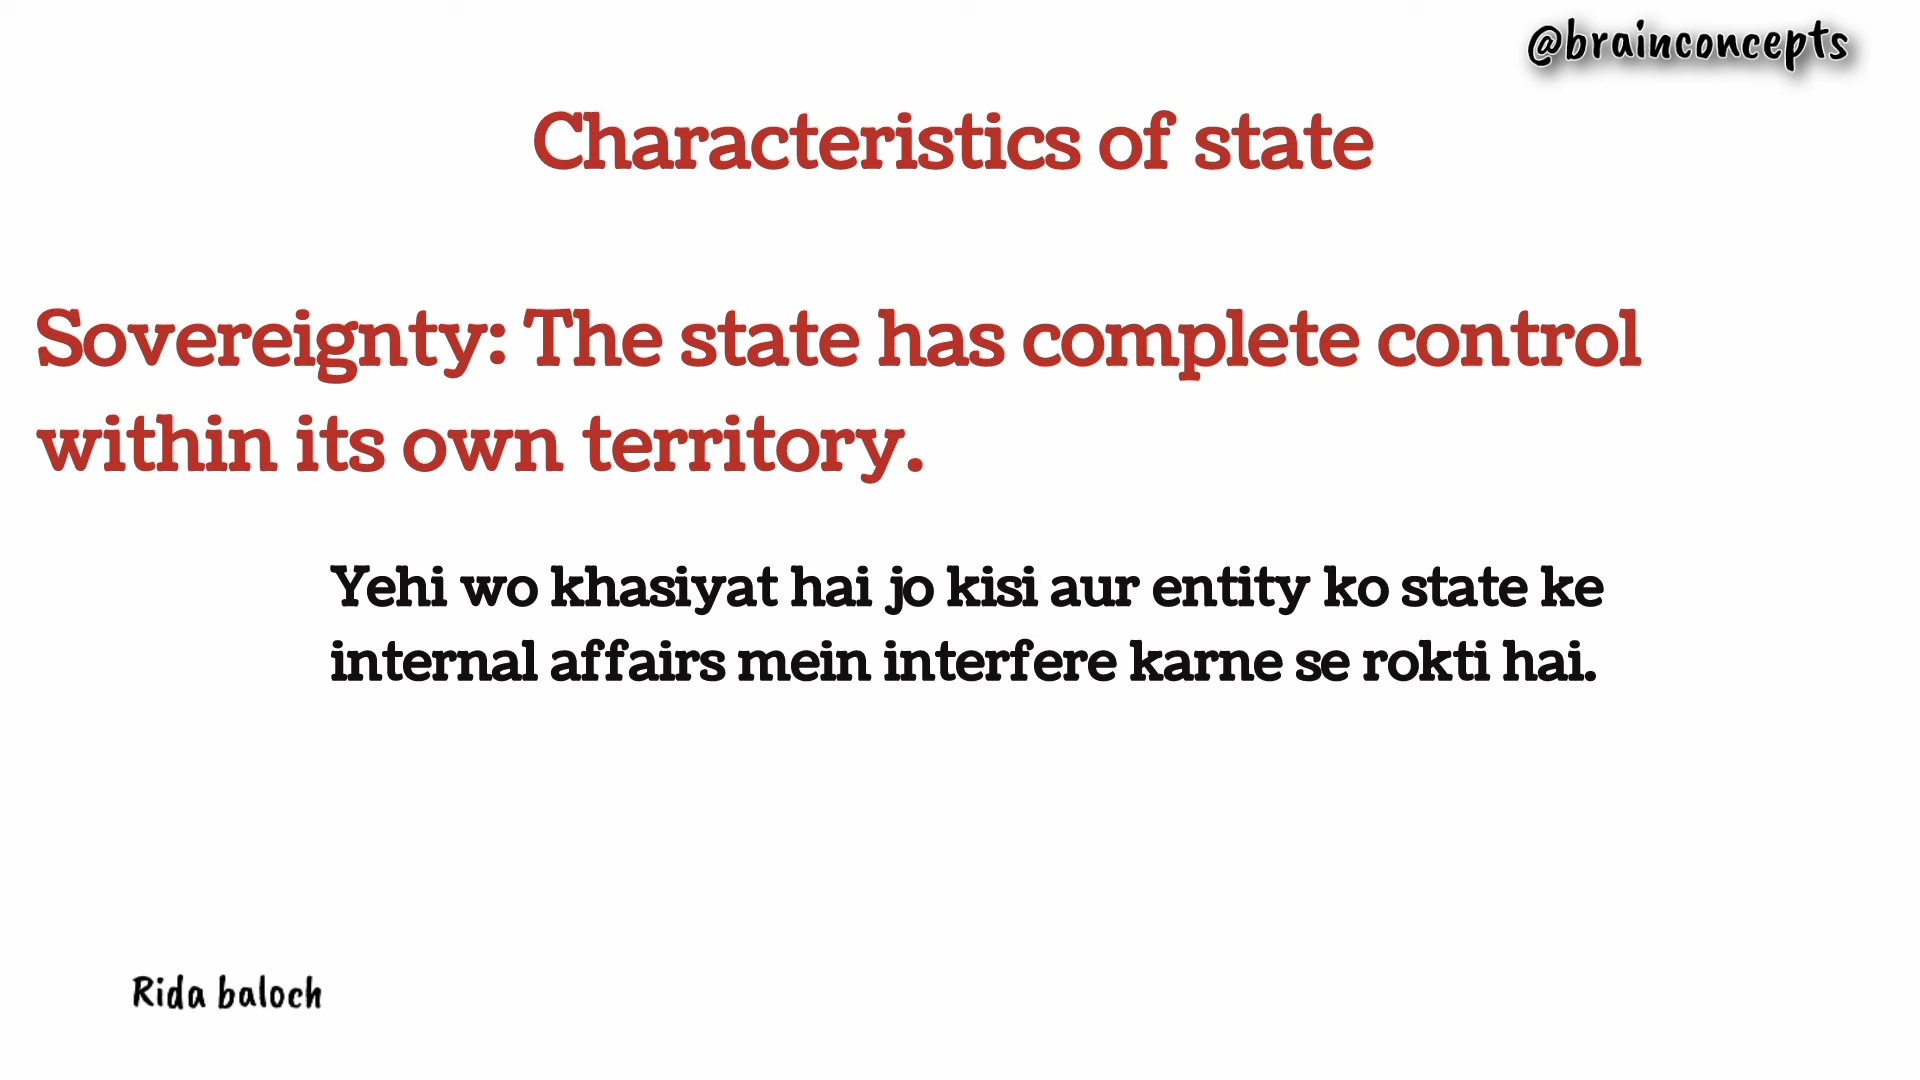 @brainconcepts
Characteristics of state
Sovereignty: The state has complete control
within its own territory.
Yehi wo khasiyat hai jo kisi aur entity ko state ke
internal affairs mein interfere karne se rokti hai.
Rida baloch